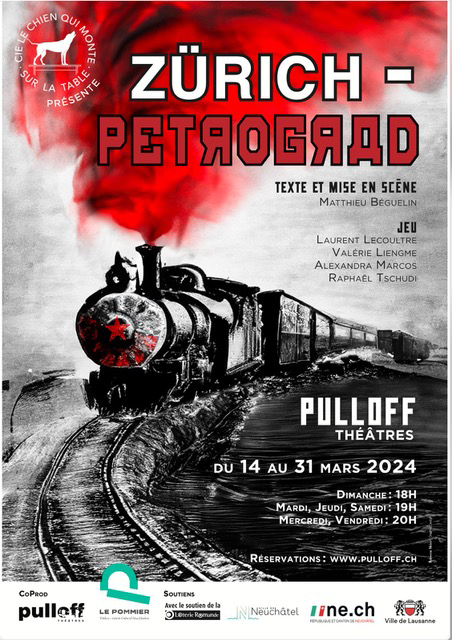 CIE LE CHIEN QUI MONTE
SUR LA TABLE
PRÉSENTE
ZÜRICH -
PETROGRAD
TEXTE ET MISE EN SCÈNE
MATTHIEU BÉGUELIN
JEU
LAURENT LECOULTRE
VALÉRIE LIENGME
ALEXANDRA MARCOS
RAPHAËL TSCHUDI
PULLOFF
THÉÂTRES
DU 14 AU 31 MARS 2024
DIMANCHE : 18H
MARDI, JEUDI, SAMEDI : 19H
MERCREDI, VENDREDI : 20H
RÉSERVATIONS : WWW.PULLOFF.CH
COPROD
pulloff
THÉÂTRES
LE POMMIER
SOUTIENS
Avec le soutien de la
Loterie Romande
Neuchâtel
ne.ch
RÉPUBLIQUE ET CANTON DE NEUCHÂTEL
Ville de Lausanne